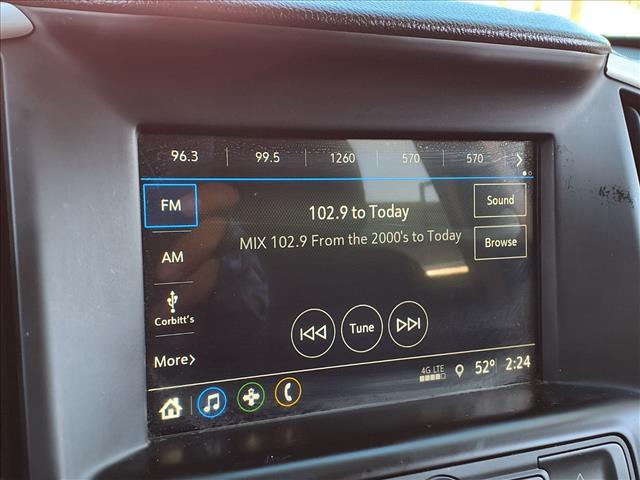 96.3 99.5 1260 570 570
FM
102.9 to Today
Sound
MIX 102.9 From the 2000's to Today
Browse
AM
Corbitt's
Tune
More
4G LTE 52° 2:24